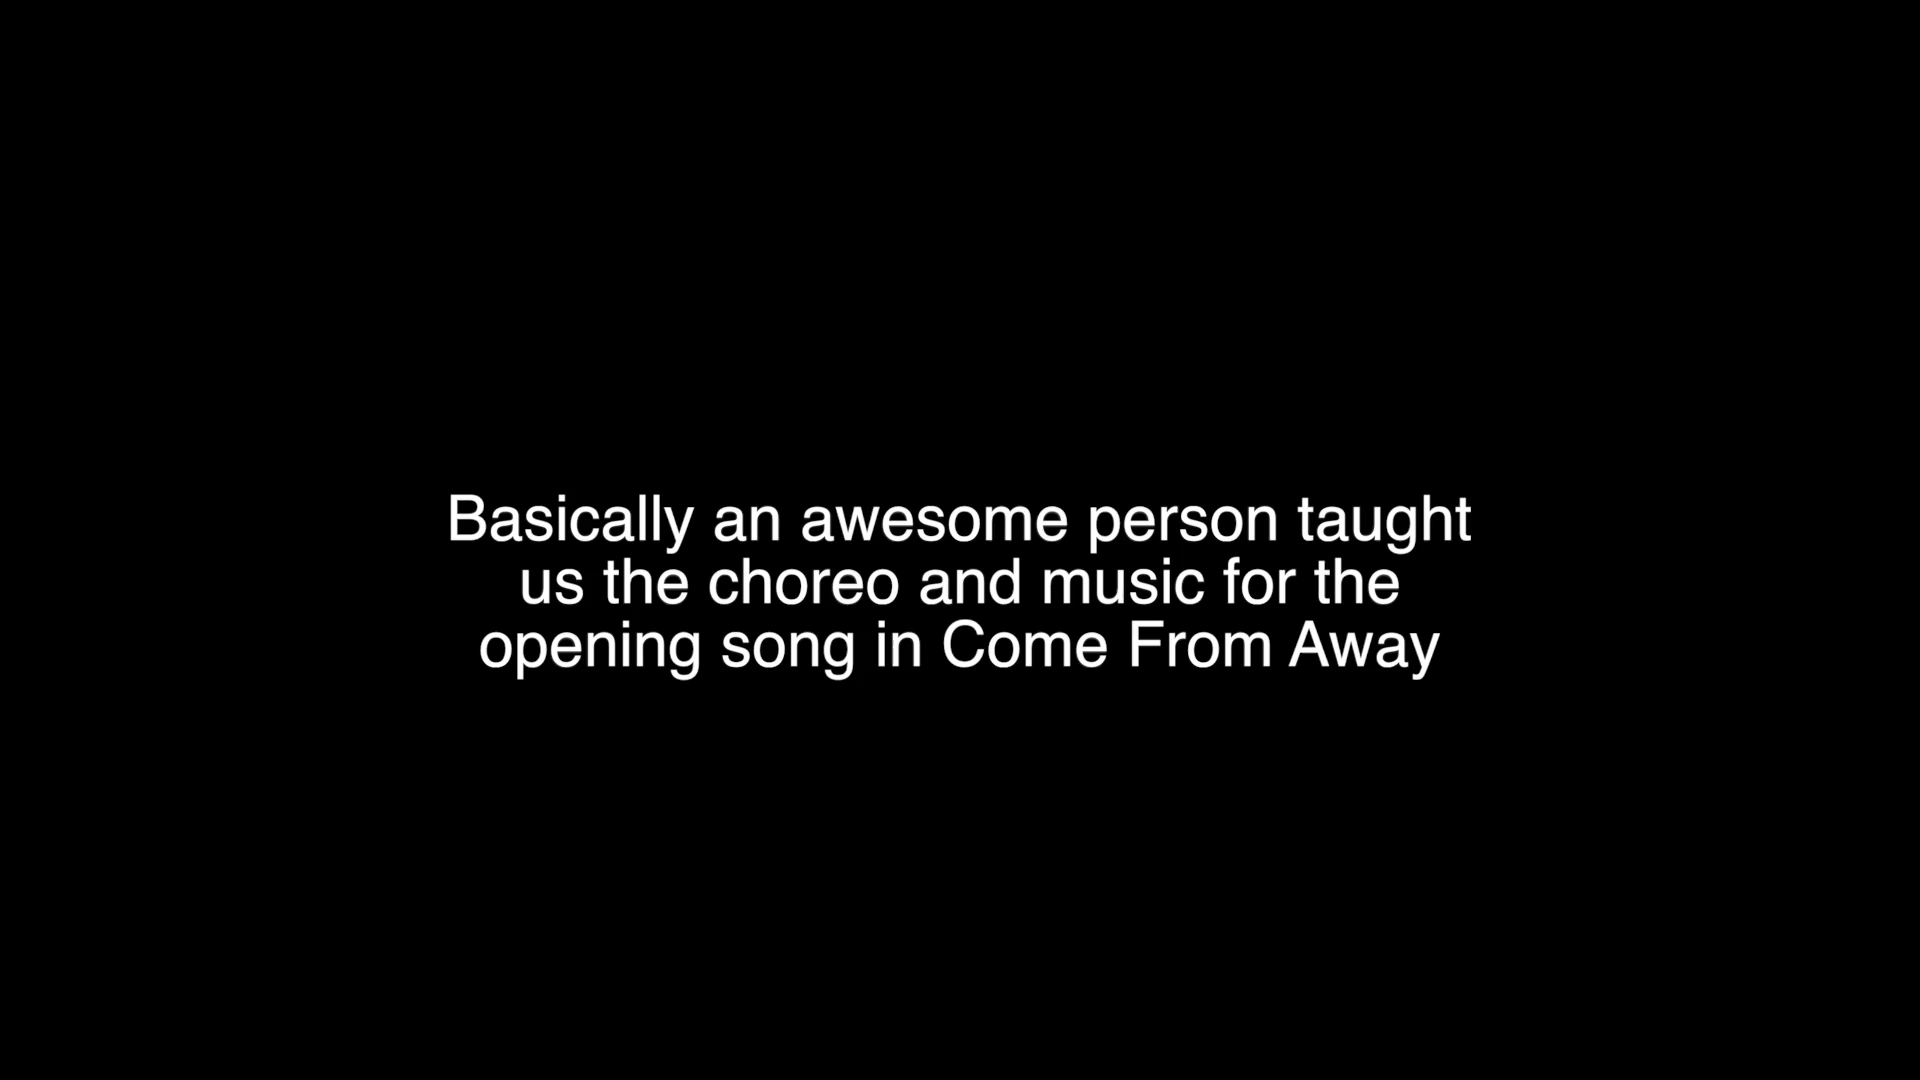 Basically an awesome person taught
us the choreo and music for the
opening song in Come From Away